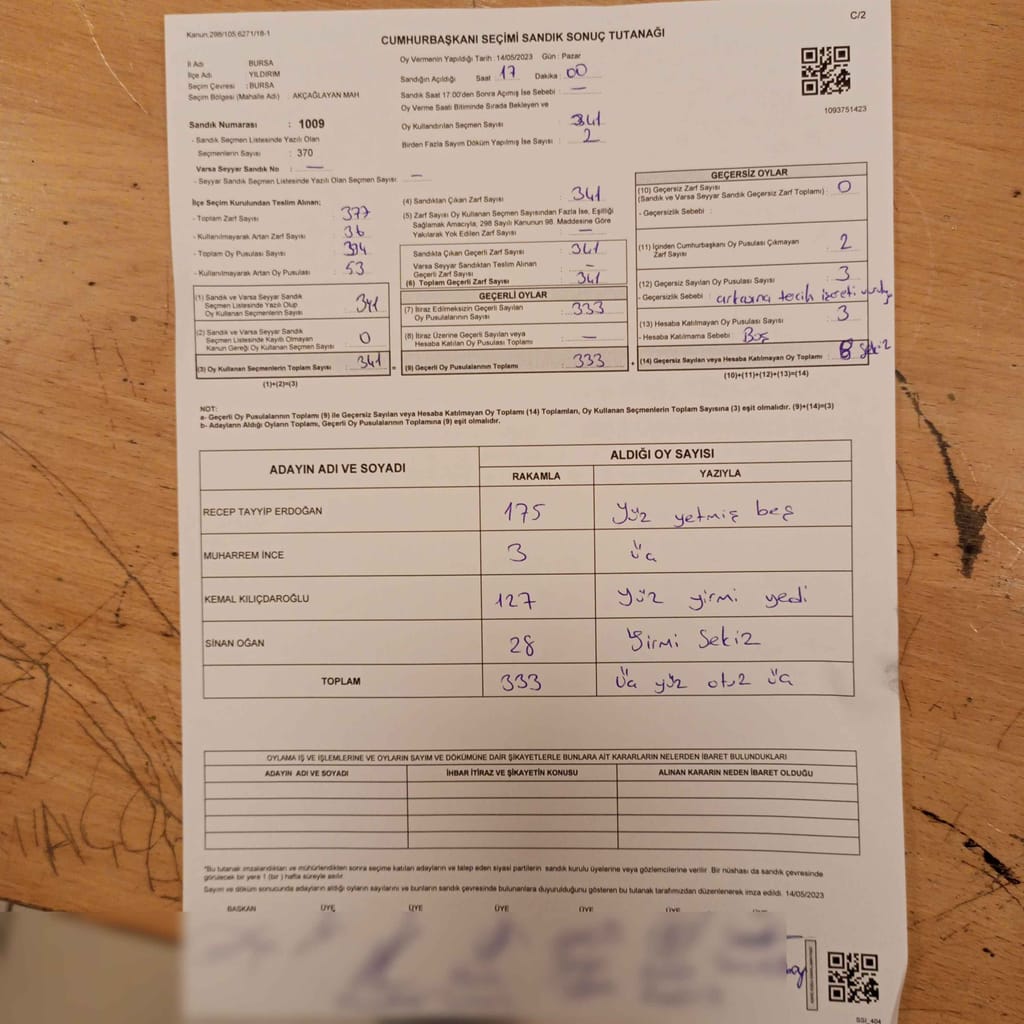 Kanun:298/105,6271/18-1
C/2
CUMHURBAŞKANI SEÇİMİ SANDIK SONUÇ TUTANAĞI
İl Adı BURSA
İlçe Adı YILDIRIM
Seçim Çevresi : BURSA
Seçim Bölgesi (Mahalle Adı) : AKÇAĞLAYAN MAH
Oy Vermenin Yapıldığı Tarih :14/05/2023 Gün : Pazar
Sandığın Açıldığı Saat 17 Dakika : 00
Sandık Saat 17.00'den Sonra Açımış İse Sebebi : —
Oy Verme Saati Bitiminde Sırada Bekleyen ve
Oy Kullandırılan Seçmen Sayısı : 341
Birden Fazla Sayım Döküm Yapılmış İse Sayısı : 2
1093751423
Sandık Numarası : 1009
- Sandık Seçmen Listesinde Yazılı Olan
Seçmenlerin Sayısı : 370
Varsa Seyyar Sandık No : —
- Seyyar Sandık Seçmen Listesinde Yazılı Olan Seçmen Sayısı: —
İlçe Seçim Kurulundan Teslim Alınan;
- Toplam Zarf Sayısı : 377
- Kullanılmayarak Artan Zarf Sayısı : 36
- Toplam Oy Pusulası Sayısı :
- Kullanılmayarak Artan Oy Pusulası : 53
(1) Sandık ve Varsa Seyyar Sandık
Seçmen Listesinde Yazılı Olup
Oy Kullanan Seçmenlerin Sayısı : 341
(2) Sandık ve Varsa Seyyar Sandık
Seçmen Listesinde Kayıtlı Olmayan
Kanun Gereği Oy Kullanan Seçmen Sayısı : 0
(3) Oy Kullanan Seçmenlerin Toplam Sayısı : 341 =
(1)+(2)=(3)
(4) Sandıktan Çıkan Zarf Sayısı : 341
(5) Zarf Sayısı Oy Kullanan Seçmen Sayısından Fazla İse, Eşitliği
Sağlamak Amacıyla, 298 Sayılı Kanunun 98. Maddesine Göre
Yakılarak Yok Edilen Zarf Sayısı : —
Sandıkta Çıkan Geçerli Zarf Sayısı : 341
Varsa Seyyar Sandıktan Teslim Alınan
Geçerli Zarf Sayısı : —
(6) Toplam Geçerli Zarf Sayısı : 341
GEÇERLİ OYLAR
(7) İtiraz Edilmeksizin Geçerli Sayılan
Oy Pusulalarının Sayısı : 333
(8) İtiraz Üzerine Geçerli Sayılan veya
Hesaba Katılan Oy Pusulası Toplamı : —
(9) Geçerli Oy Pusulalarının Toplamı : 333 +
GEÇERSİZ OYLAR
(10) Geçersiz Zarf Sayısı
(Sandık ve Varsa Seyyar Sandık Geçersiz Zarf Toplamı) : 0
- Geçersizlik Sebebi :
(11) İçinden Cumhurbaşkanı Oy Pusulası Çıkmayan
Zarf Sayısı : 2
(12) Geçersiz Sayılan Oy Pusulası Sayısı : 3
- Geçersizlik Sebebi : arkasına tecih işreti
(13) Hesaba Katılmayan Oy Pusulası Sayısı : 3
- Hesaba Katılmama Sebebi : Boş
(14) Geçersiz Sayılan veya Hesaba Katılmayan Oy Toplamı : 8 sekiz
(10)+(11)+(12)+(13)=(14)
NOT:
a- Geçerli Oy Pusulalarının Toplamı (9) ile Geçersiz Sayılan veya Hesaba Katılmayan Oy Toplamı (14) Toplamları, Oy Kullanan Seçmenlerin Toplam Sayısına (3) eşit olmalıdır. (9)+(14)=(3)
b- Adayların Aldığı Oyların Toplamı, Geçerli Oy Pusulalarının Toplamına (9) eşit olmalıdır.
ADAYIN ADI VE SOYADI
ALDIĞI OY SAYISI
RAKAMLA YAZIYLA
RECEP TAYYİP ERDOĞAN 175 Yüz yetmiş beş
MUHARREM İNCE 3 üç
KEMAL KILIÇDAROĞLU 127 Yüz yirmi yedi
SİNAN OĞAN 28 Yirmi Sekiz
TOPLAM 333 üç yüz otuz üç
OYLAMA İŞ VE İŞLEMLERİNE VE OYLARIN SAYIM VE DÖKÜMÜNE DAİR ŞİKAYETLERLE BUNLARA AİT KARARLARIN NELERDEN İBARET BULUNDUKLARI
ADAYIN ADI VE SOYADI İHBAR İTİRAZ VE ŞİKAYETİN KONUSU ALINAN KARARIN NEDEN İBARET OLDUĞU
*Bu tutanak imzalandıktan ve mühürlendikten sonra seçime katılan adayların ve talep eden siyasi partilerin sandık kurulu üyelerine veya gözlemcilerine verilir. Bir nüshası da sandık çevresinde
görülecek bir yere 1 (bir) hafta süreyle asılır.
Sayım ve döküm sonucunda adayların aldığı oyların sayılarını ve bunların sandık çevresinde bulunanlara duyurulduğunu gösteren bu tutanak tarafımızdan düzenlenerek imza edildi. 14/05/2023
BAŞKAN ÜYE ÜYE ÜYE ÜYE ÜYE ÜYE